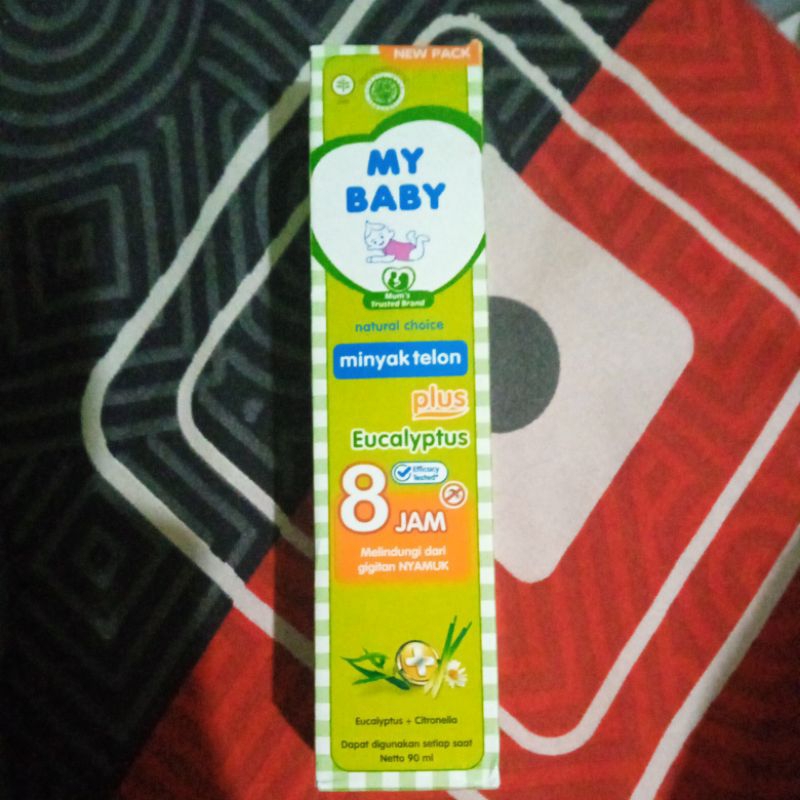 NEW PACK
MY
BABY
Mum's
Trusted Brand
natural choice
minyak telon
plus
Eucalyptus
Efficacy
Tested*
8 JAM
Melindungi dari
gigitan NYAMUK
Eucalyptus + Citronella
Dapat digunakan setiap saat
Netto 90 ml